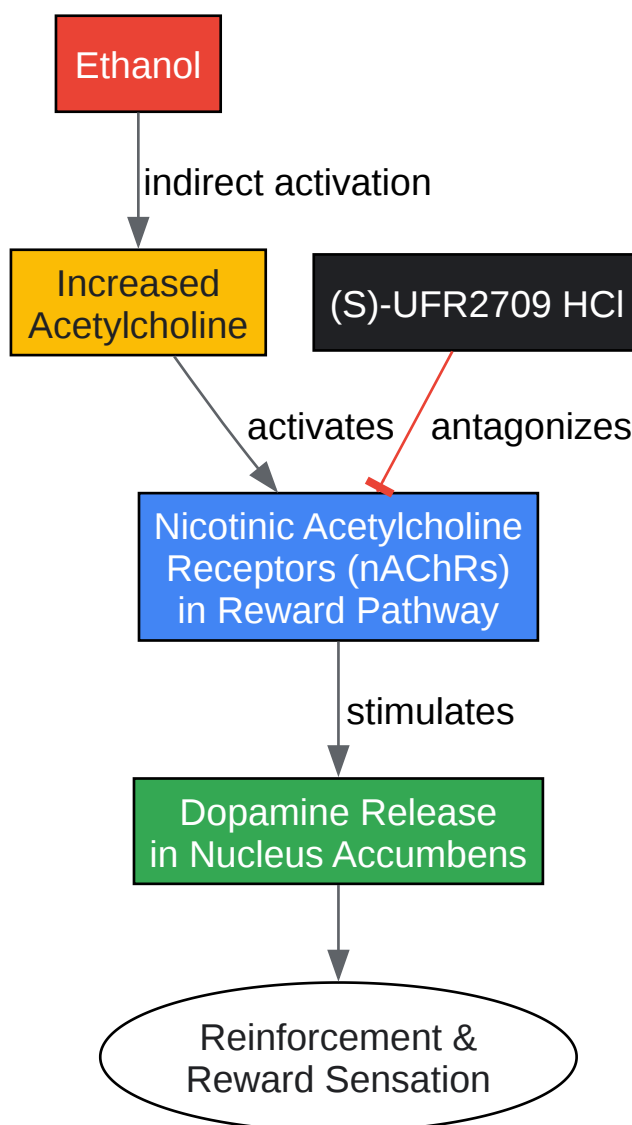 Ethanol
indirect activation
Increased
Acetylcholine
(S)-UFR2709 HCl
activates
antagonizes
Nicotinic Acetylcholine
Receptors (nAChRs)
in Reward Pathway
stimulates
Dopamine Release
in Nucleus Accumbens
Reinforcement &
Reward Sensation